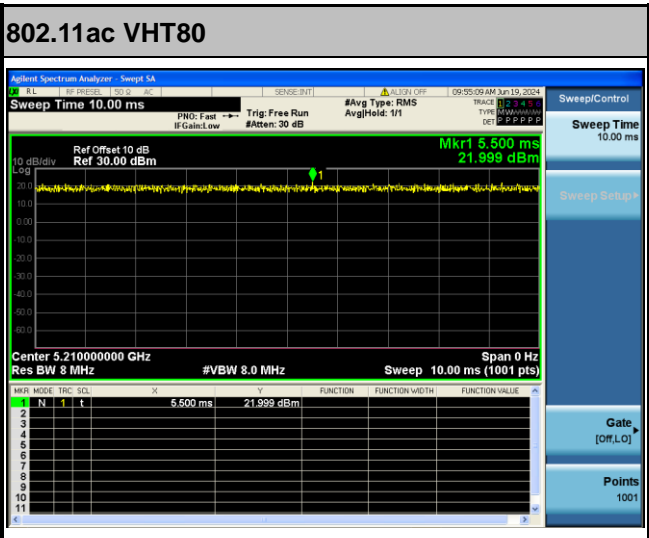 802.11ac VHT80
Agilent Spectrum Analyzer - Swept SA
RL RF PRESEL 50 Ω AC SENSE:INT ALIGN OFF 09:55:09 AM Jun 19, 2024
Sweep Time 10.00 ms
PNO: Fast
IFGain:Low
Trig: Free Run
#Atten: 30 dB
#Avg Type: RMS
Avg|Hold: 1/1
TRACE 1 2 3 4 5 6
TYPE MWWWWW
DET P P P P P P
Sweep/Control
Sweep Time
10.00 ms
Sweep Setup
Gate
[Off,LO]
Points
1001
Mkr1 5.500 ms
21.999 dBm
Ref Offset 10 dB
10 dB/div Ref 30.00 dBm
Log
1
20.0
10.0
0.00
-10.0
-20.0
-30.0
-40.0
-50.0
-60.0
Center 5.210000000 GHz Span 0 Hz
Res BW 8 MHz #VBW 8.0 MHz Sweep 10.00 ms (1001 pts)
MKR MODE TRC SCL X Y FUNCTION FUNCTION WIDTH FUNCTION VALUE
1 N 1 t 5.500 ms 21.999 dBm
2
3
4
5
6
7
8
9
10
11